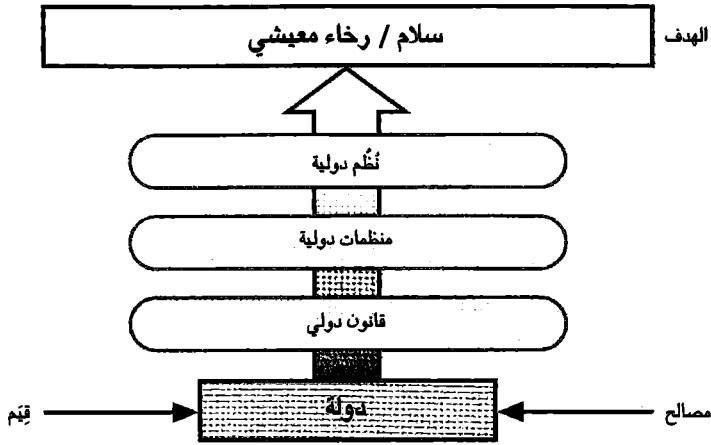 الهدف
سلام / رخاء معيشي
نُظُم دولية
منظمات دولية
قانون دولي
مصالح
دولة
قِيَم